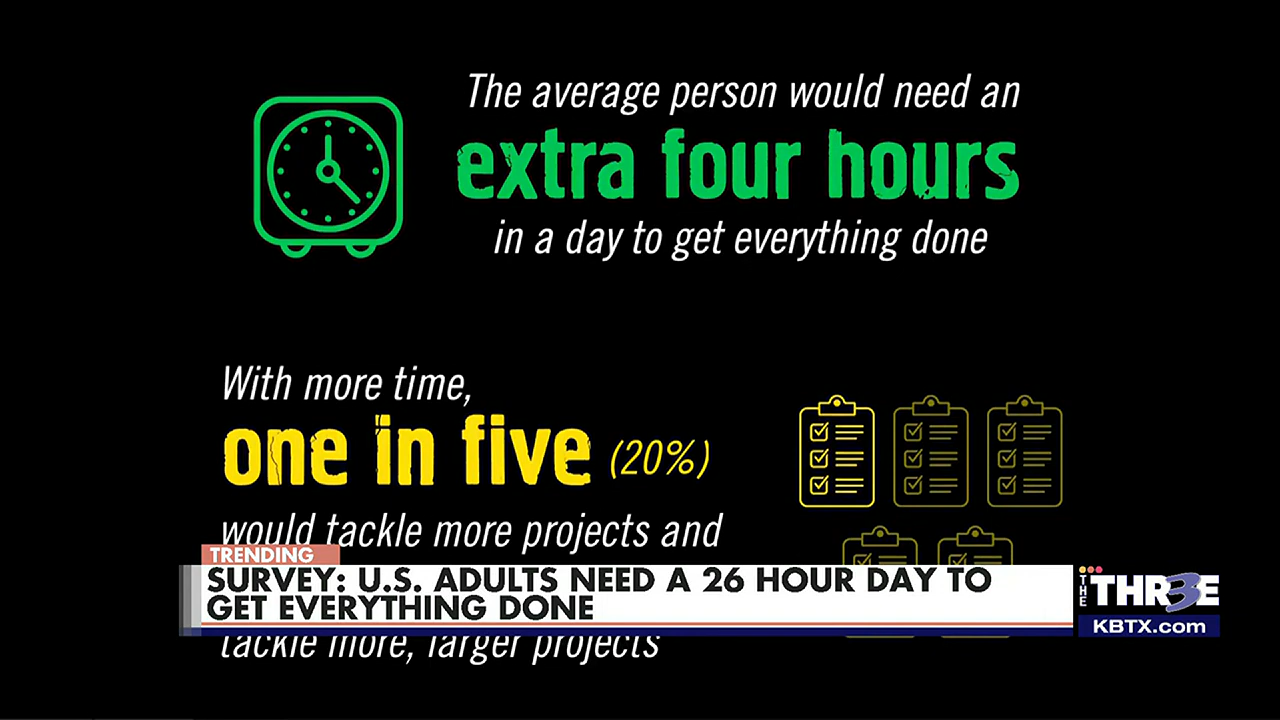 The average person would need an
extra four hours
in a day to get everything done
With more time,
one in five (20%)
would tackle more projects and
TRENDING
SURVEY: U.S. ADULTS NEED A 26 HOUR DAY TO
GET EVERYTHING DONE
THE THR3E
KBTX.com
tackle more, larger projects